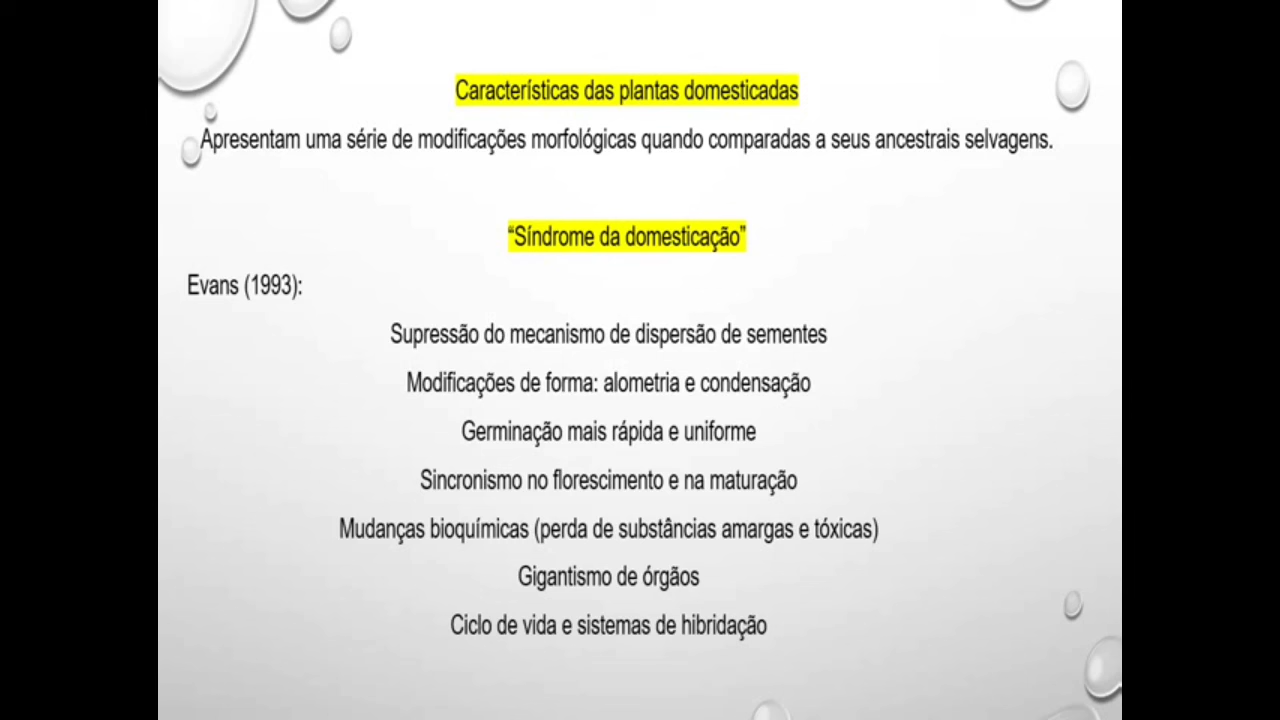 Características das plantas domesticadas
Apresentam uma série de modificações morfológicas quando comparadas a seus ancestrais selvagens.
“Síndrome da domesticação”
Evans (1993):
Supressão do mecanismo de dispersão de sementes
Modificações de forma: alometria e condensação
Germinação mais rápida e uniforme
Sincronismo no florescimento e na maturação
Mudanças bioquímicas (perda de substâncias amargas e tóxicas)
Gigantismo de órgãos
Ciclo de vida e sistemas de hibridação